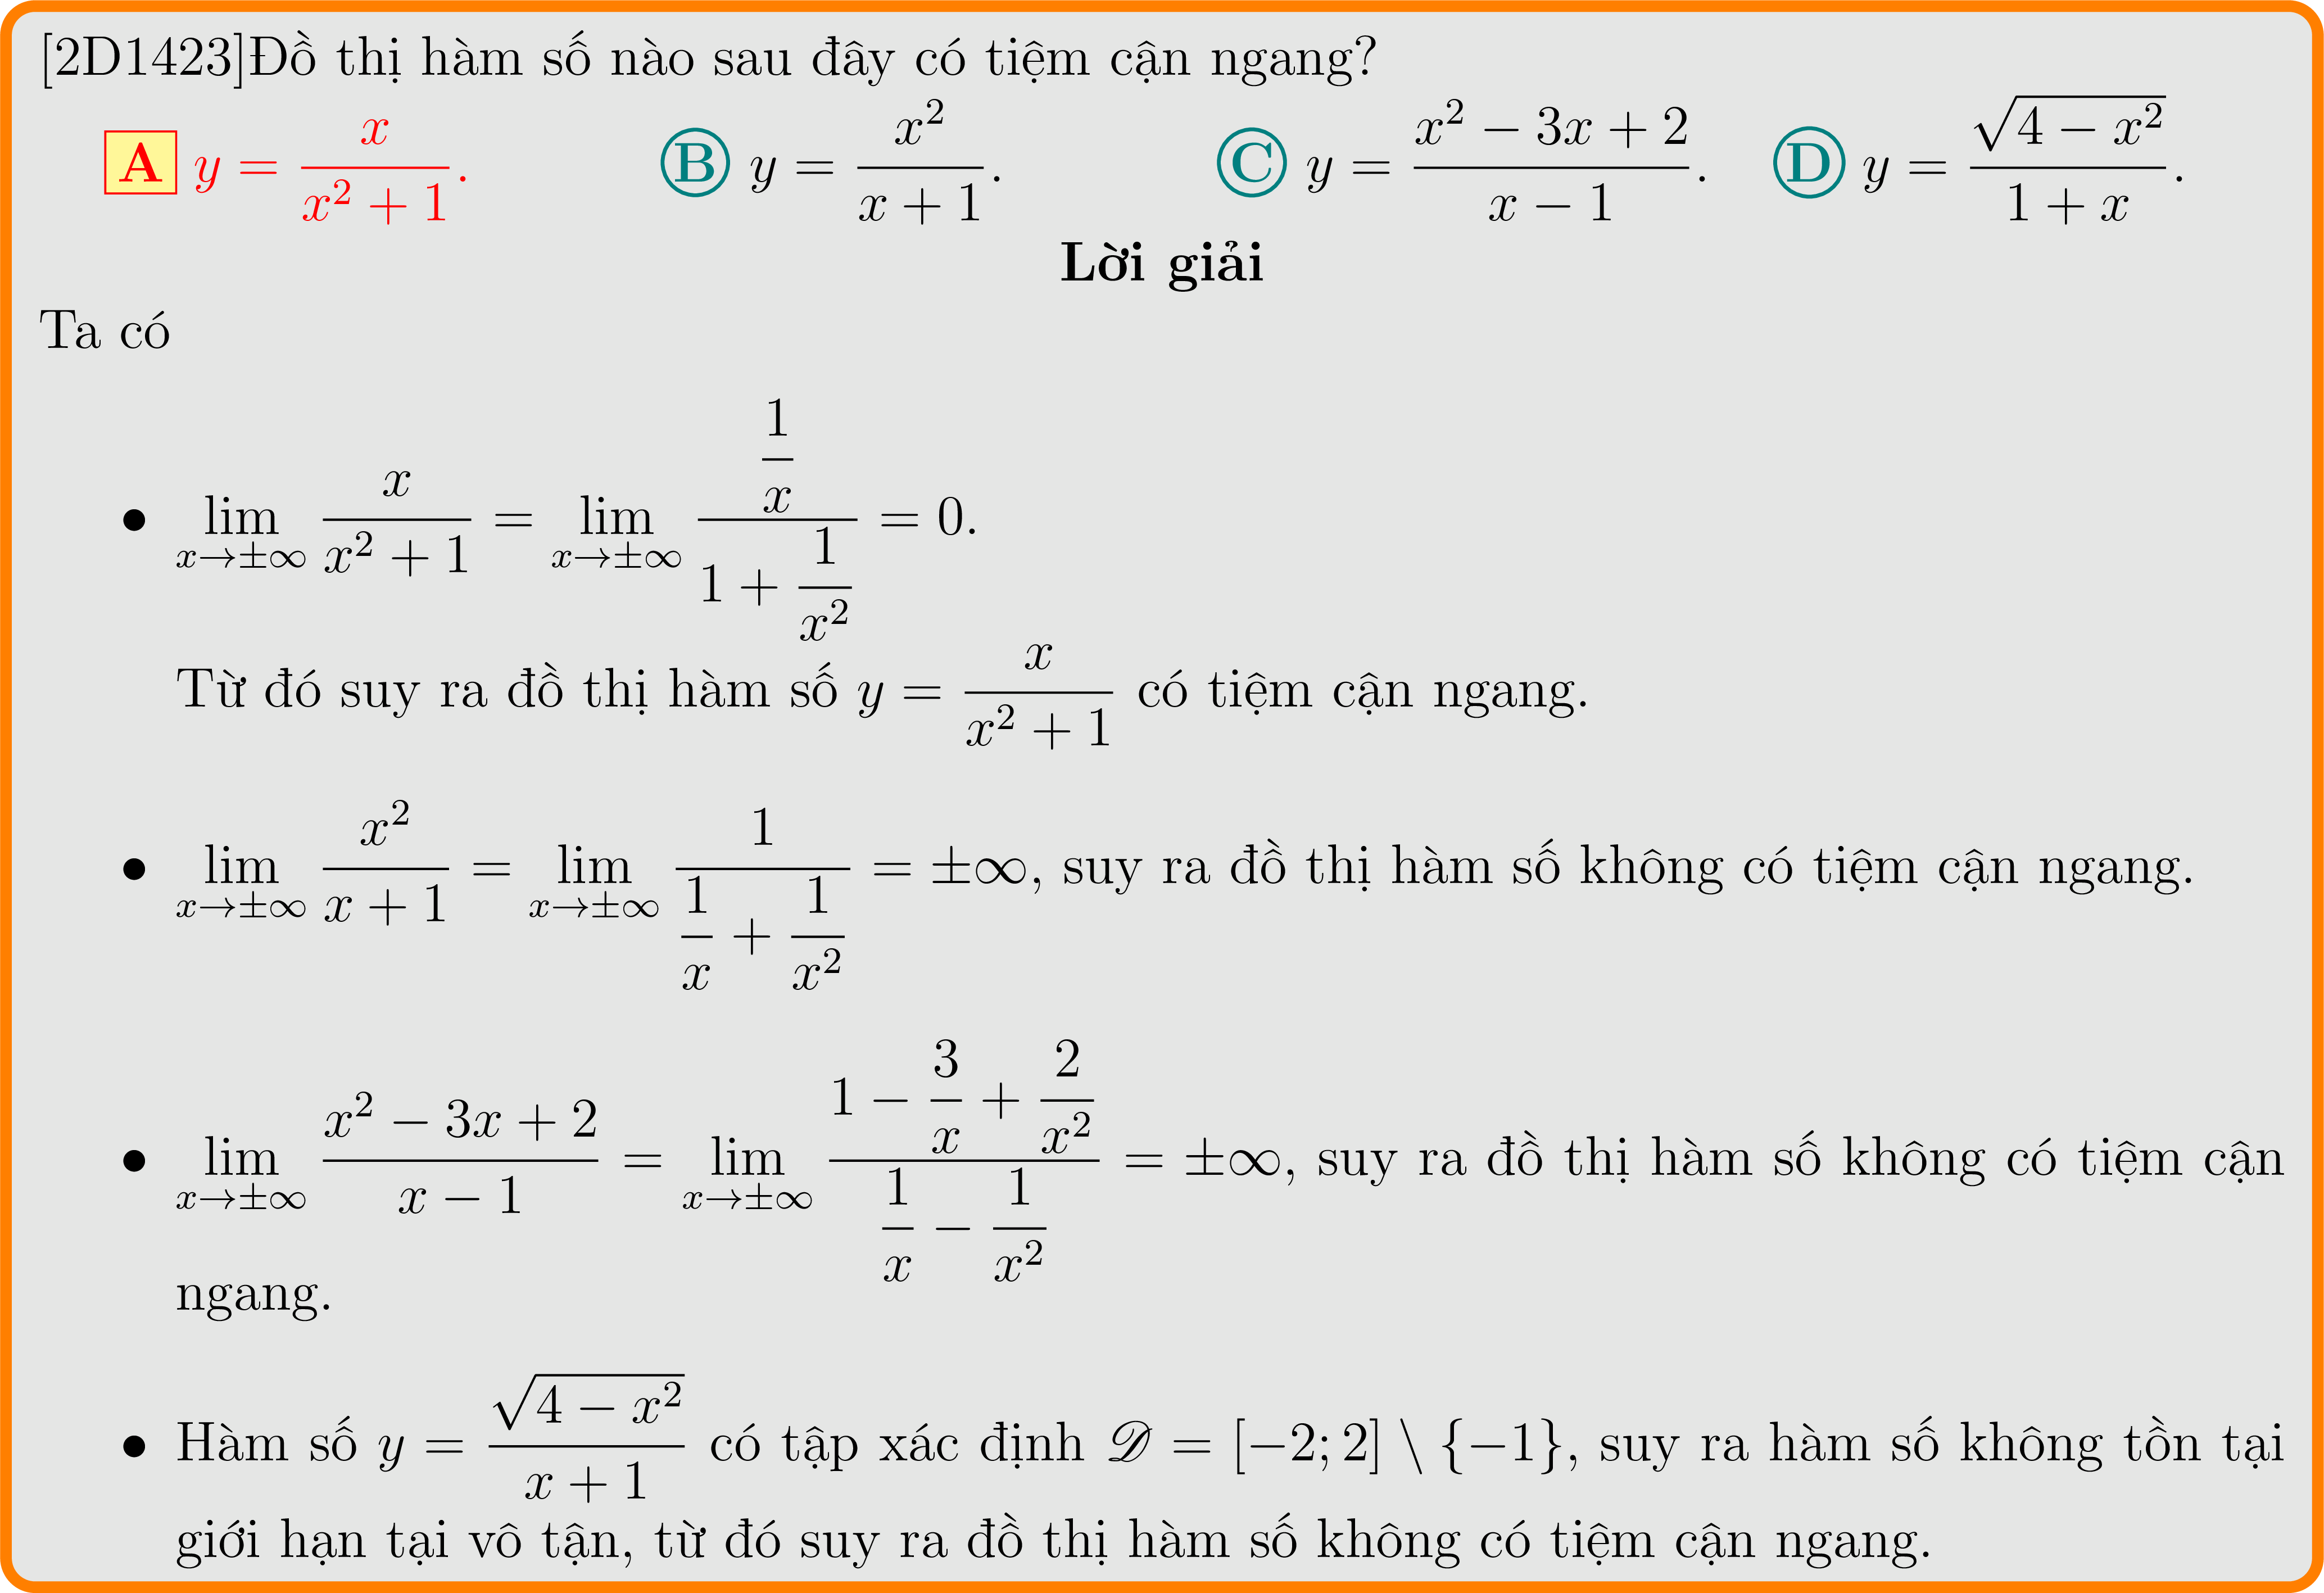 [2D1423]Đồ thị hàm số nào sau đây có tiệm cận ngang?
A y = \frac{x}{x^2 + 1}. B y = \frac{x^2}{x + 1}. C y = \frac{x^2 - 3x + 2}{x - 1}. D y = \frac{\sqrt{4 - x^2}}{1 + x}.
Lời giải
Ta có
• \lim_{x \to \pm\infty} \frac{x}{x^2 + 1} = \lim_{x \to \pm\infty} \frac{\frac{1}{x}}{1 + \frac{1}{x^2}} = 0.
Từ đó suy ra đồ thị hàm số y = \frac{x}{x^2 + 1} có tiệm cận ngang.
• \lim_{x \to \pm\infty} \frac{x^2}{x + 1} = \lim_{x \to \pm\infty} \frac{1}{\frac{1}{x} + \frac{1}{x^2}} = \pm\infty, suy ra đồ thị hàm số không có tiệm cận ngang.
• \lim_{x \to \pm\infty} \frac{x^2 - 3x + 2}{x - 1} = \lim_{x \to \pm\infty} \frac{1 - \frac{3}{x} + \frac{2}{x^2}}{\frac{1}{x} - \frac{1}{x^2}} = \pm\infty, suy ra đồ thị hàm số không có tiệm cận
ngang.
• Hàm số y = \frac{\sqrt{4 - x^2}}{x + 1} có tập xác định \mathscr{D} = [-2; 2] \setminus \{-1\}, suy ra hàm số không tồn tại
giới hạn tại vô tận, từ đó suy ra đồ thị hàm số không có tiệm cận ngang.